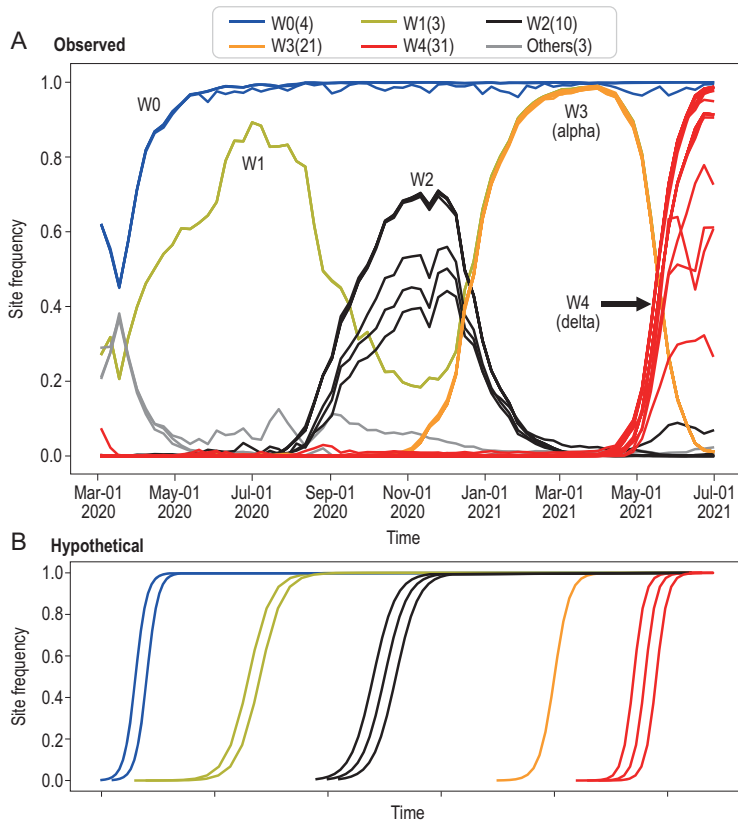 W0(4) W1(3) W2(10)
W3(21) W4(31) Others(3)
A Observed
Site frequency
1.0
0.8
0.6
0.4
0.2
0.0
W0
W1
W2
W3
(alpha)
W4
(delta)
Mar-01 May-01 Jul-01 Sep-01 Nov-01 Jan-01 Mar-01 May-01 Jul-01
2020 2020 2020 2020 2020 2021 2021 2021 2021
Time
B Hypothetical
Site frequency
1.0
0.8
0.6
0.4
0.2
0.0
Time